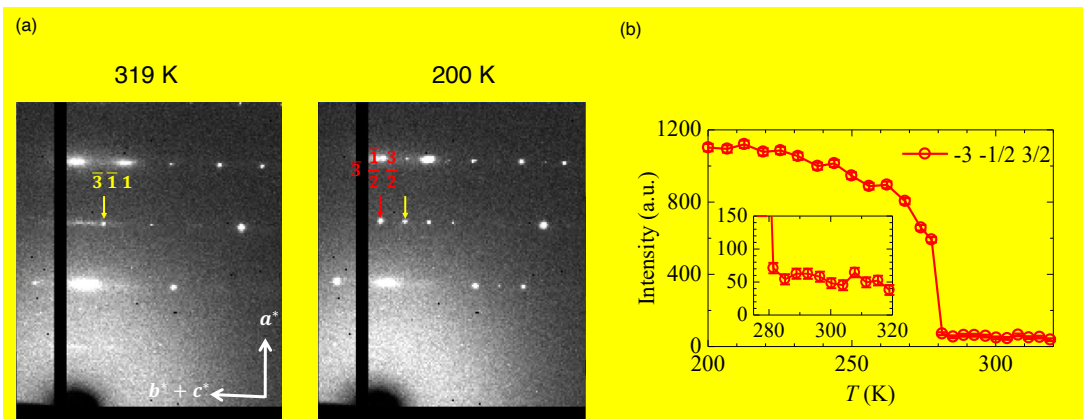 (a)
319 K
200 K
3̅ 1̅ 1
3̅ 1̅/2 3/2
a*
b* + c*
(b)
1200
800
400
0
Intensity (a.u.)
-3 -1/2 3/2
150
100
50
0
280 300 320
200 250 300
T (K)